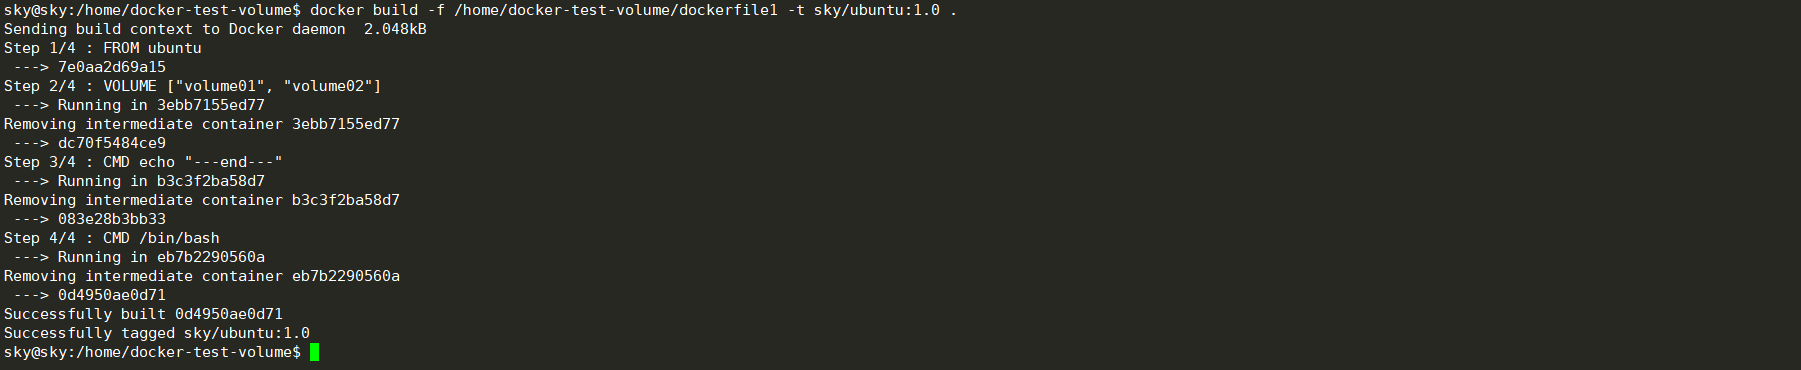 sky@sky:/home/docker-test-volume$ docker build -f /home/docker-test-volume/dockerfile1 -t sky/ubuntu:1.0 .
Sending build context to Docker daemon  2.048kB
Step 1/4 : FROM ubuntu
 ---> 7e0aa2d69a15
Step 2/4 : VOLUME ["volume01", "volume02"]
 ---> Running in 3ebb7155ed77
Removing intermediate container 3ebb7155ed77
 ---> dc70f5484ce9
Step 3/4 : CMD echo "---end---"
 ---> Running in b3c3f2ba58d7
Removing intermediate container b3c3f2ba58d7
 ---> 083e28b3bb33
Step 4/4 : CMD /bin/bash
 ---> Running in eb7b2290560a
Removing intermediate container eb7b2290560a
 ---> 0d4950ae0d71
Successfully built 0d4950ae0d71
Successfully tagged sky/ubuntu:1.0
sky@sky:/home/docker-test-volume$